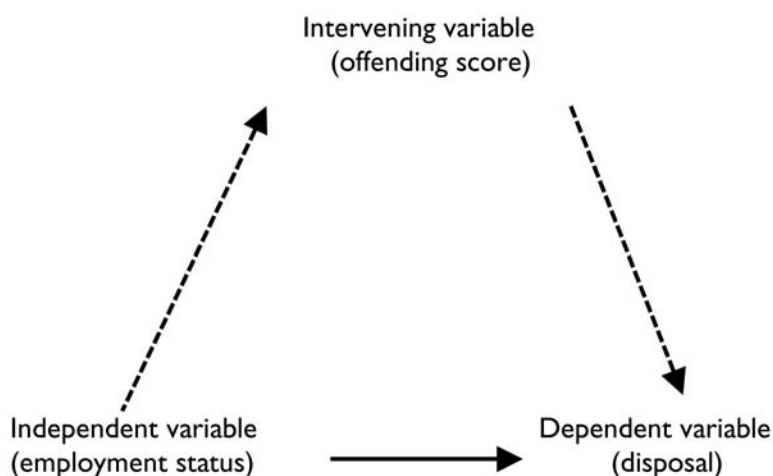 Intervening variable
(offending score)
Independent variable
(employment status)
Dependent variable
(disposal)